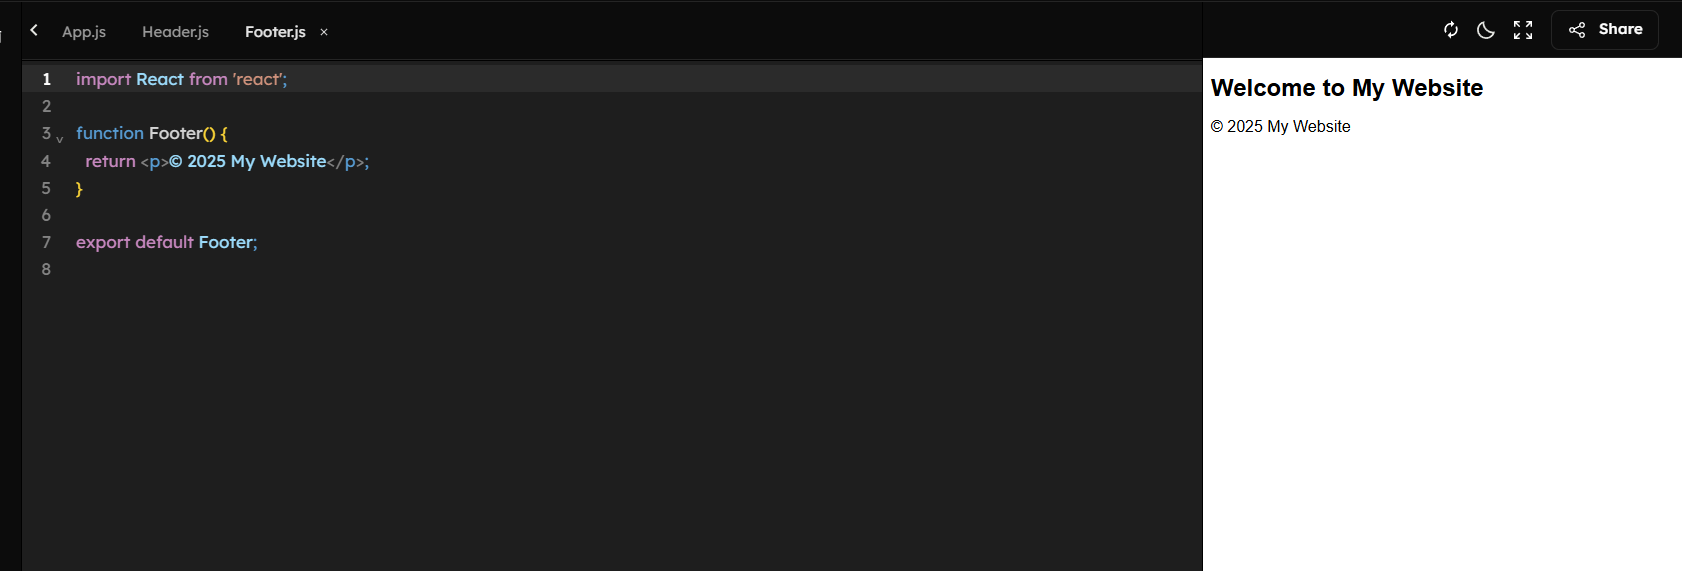 App.js Header.js Footer.js ×
Share
1 import React from 'react';
2
3 function Footer() {
4 return <p>© 2025 My Website</p>;
5 }
6
7 export default Footer;
8
Welcome to My Website
© 2025 My Website